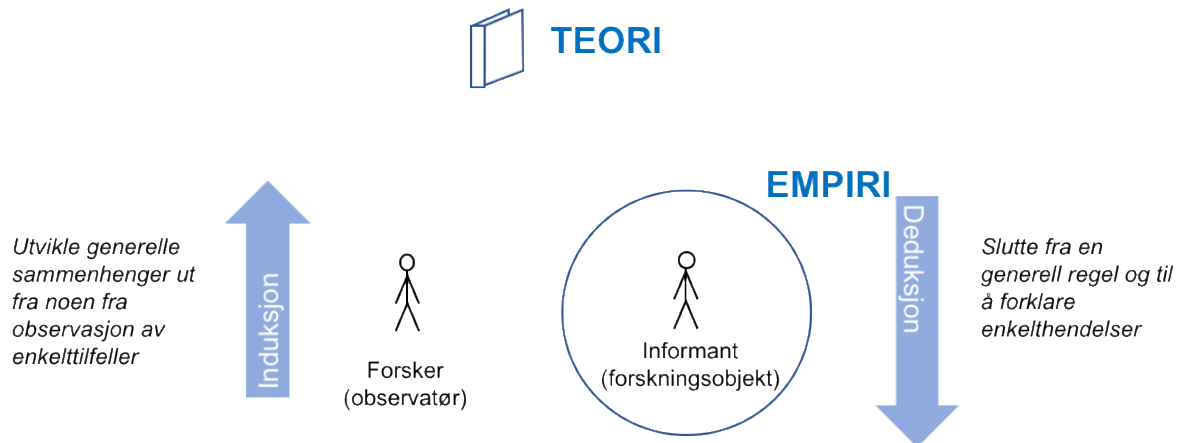 TEORI
EMPIRI
Utvikle generelle
sammenhenger ut
fra noen fra
observasjon av
enkelttilfeller
Induksjon
Forsker
(observatør)
Informant
(forskningsobjekt)
Deduksjon
Slutte fra en
generell regel og til
å forklare
enkelthendelser